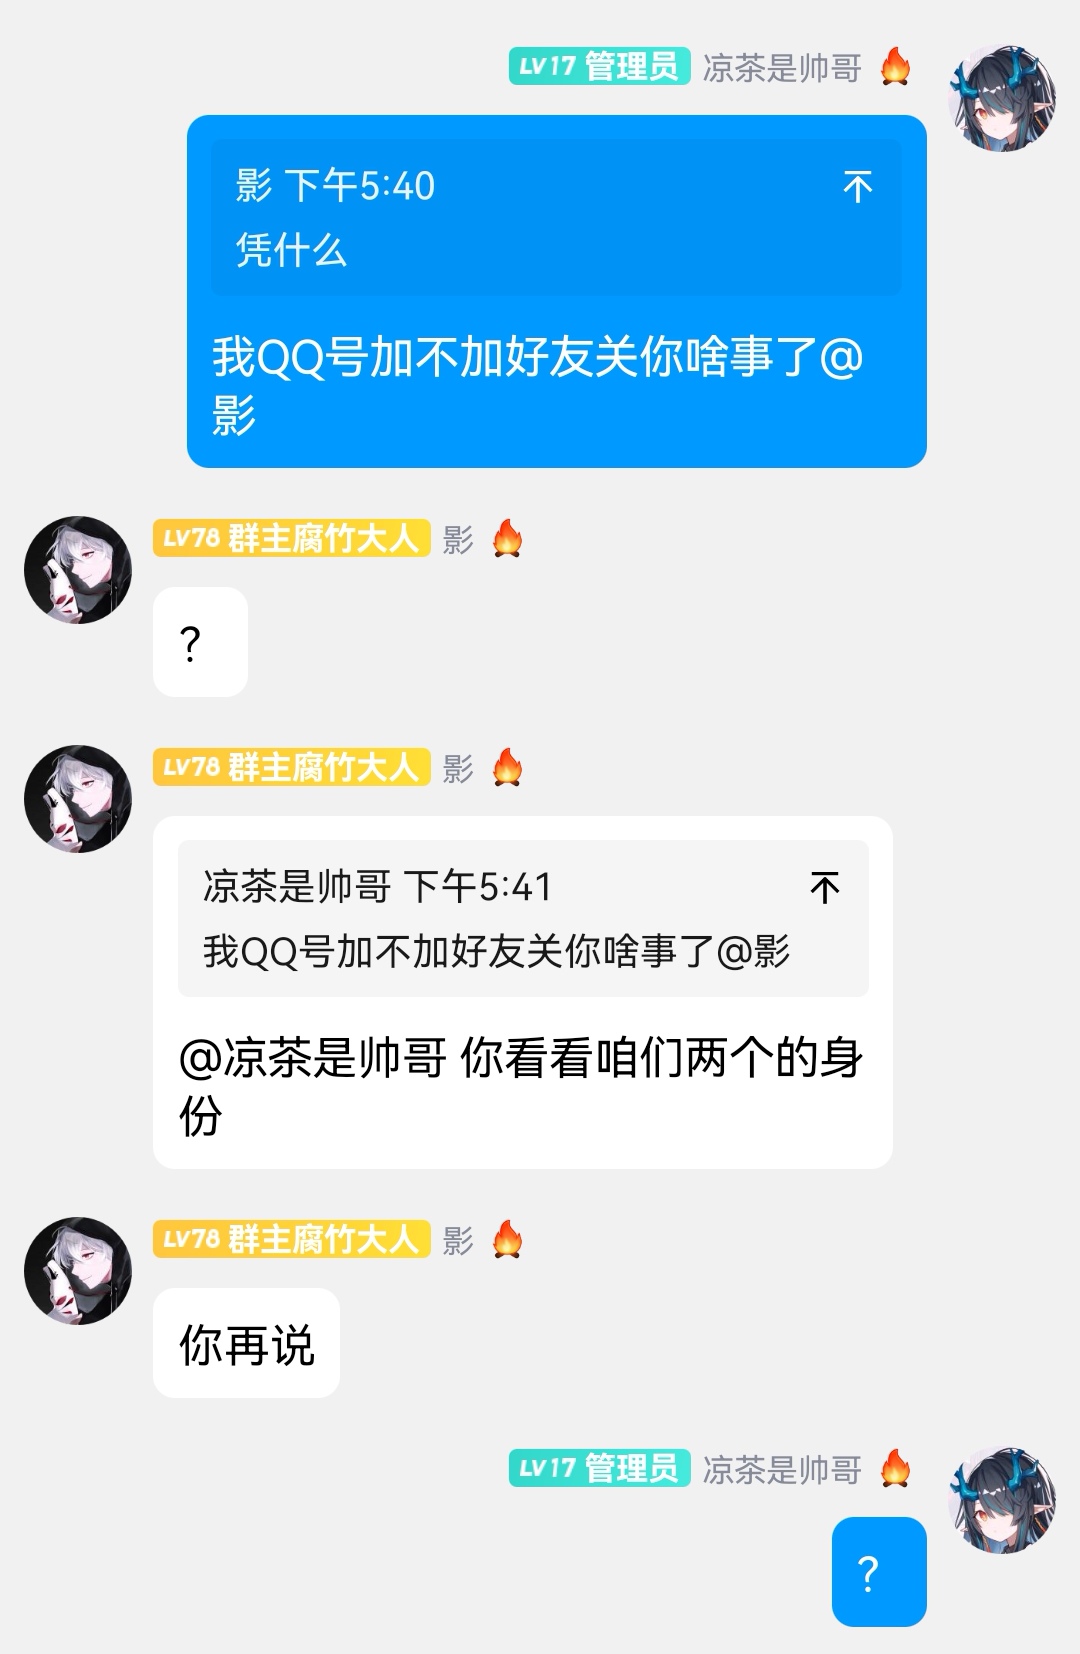 LV17 管理员 凉茶是帅哥
影 下午5:40
凭什么
我QQ号加不加好友关你啥事了@
影
LV78 群主腐竹大人 影
？
LV78 群主腐竹大人 影
凉茶是帅哥 下午5:41
我QQ号加不加好友关你啥事了@影
@凉茶是帅哥 你看看咱们两个的身
份
LV78 群主腐竹大人 影
你再说
LV17 管理员 凉茶是帅哥
？